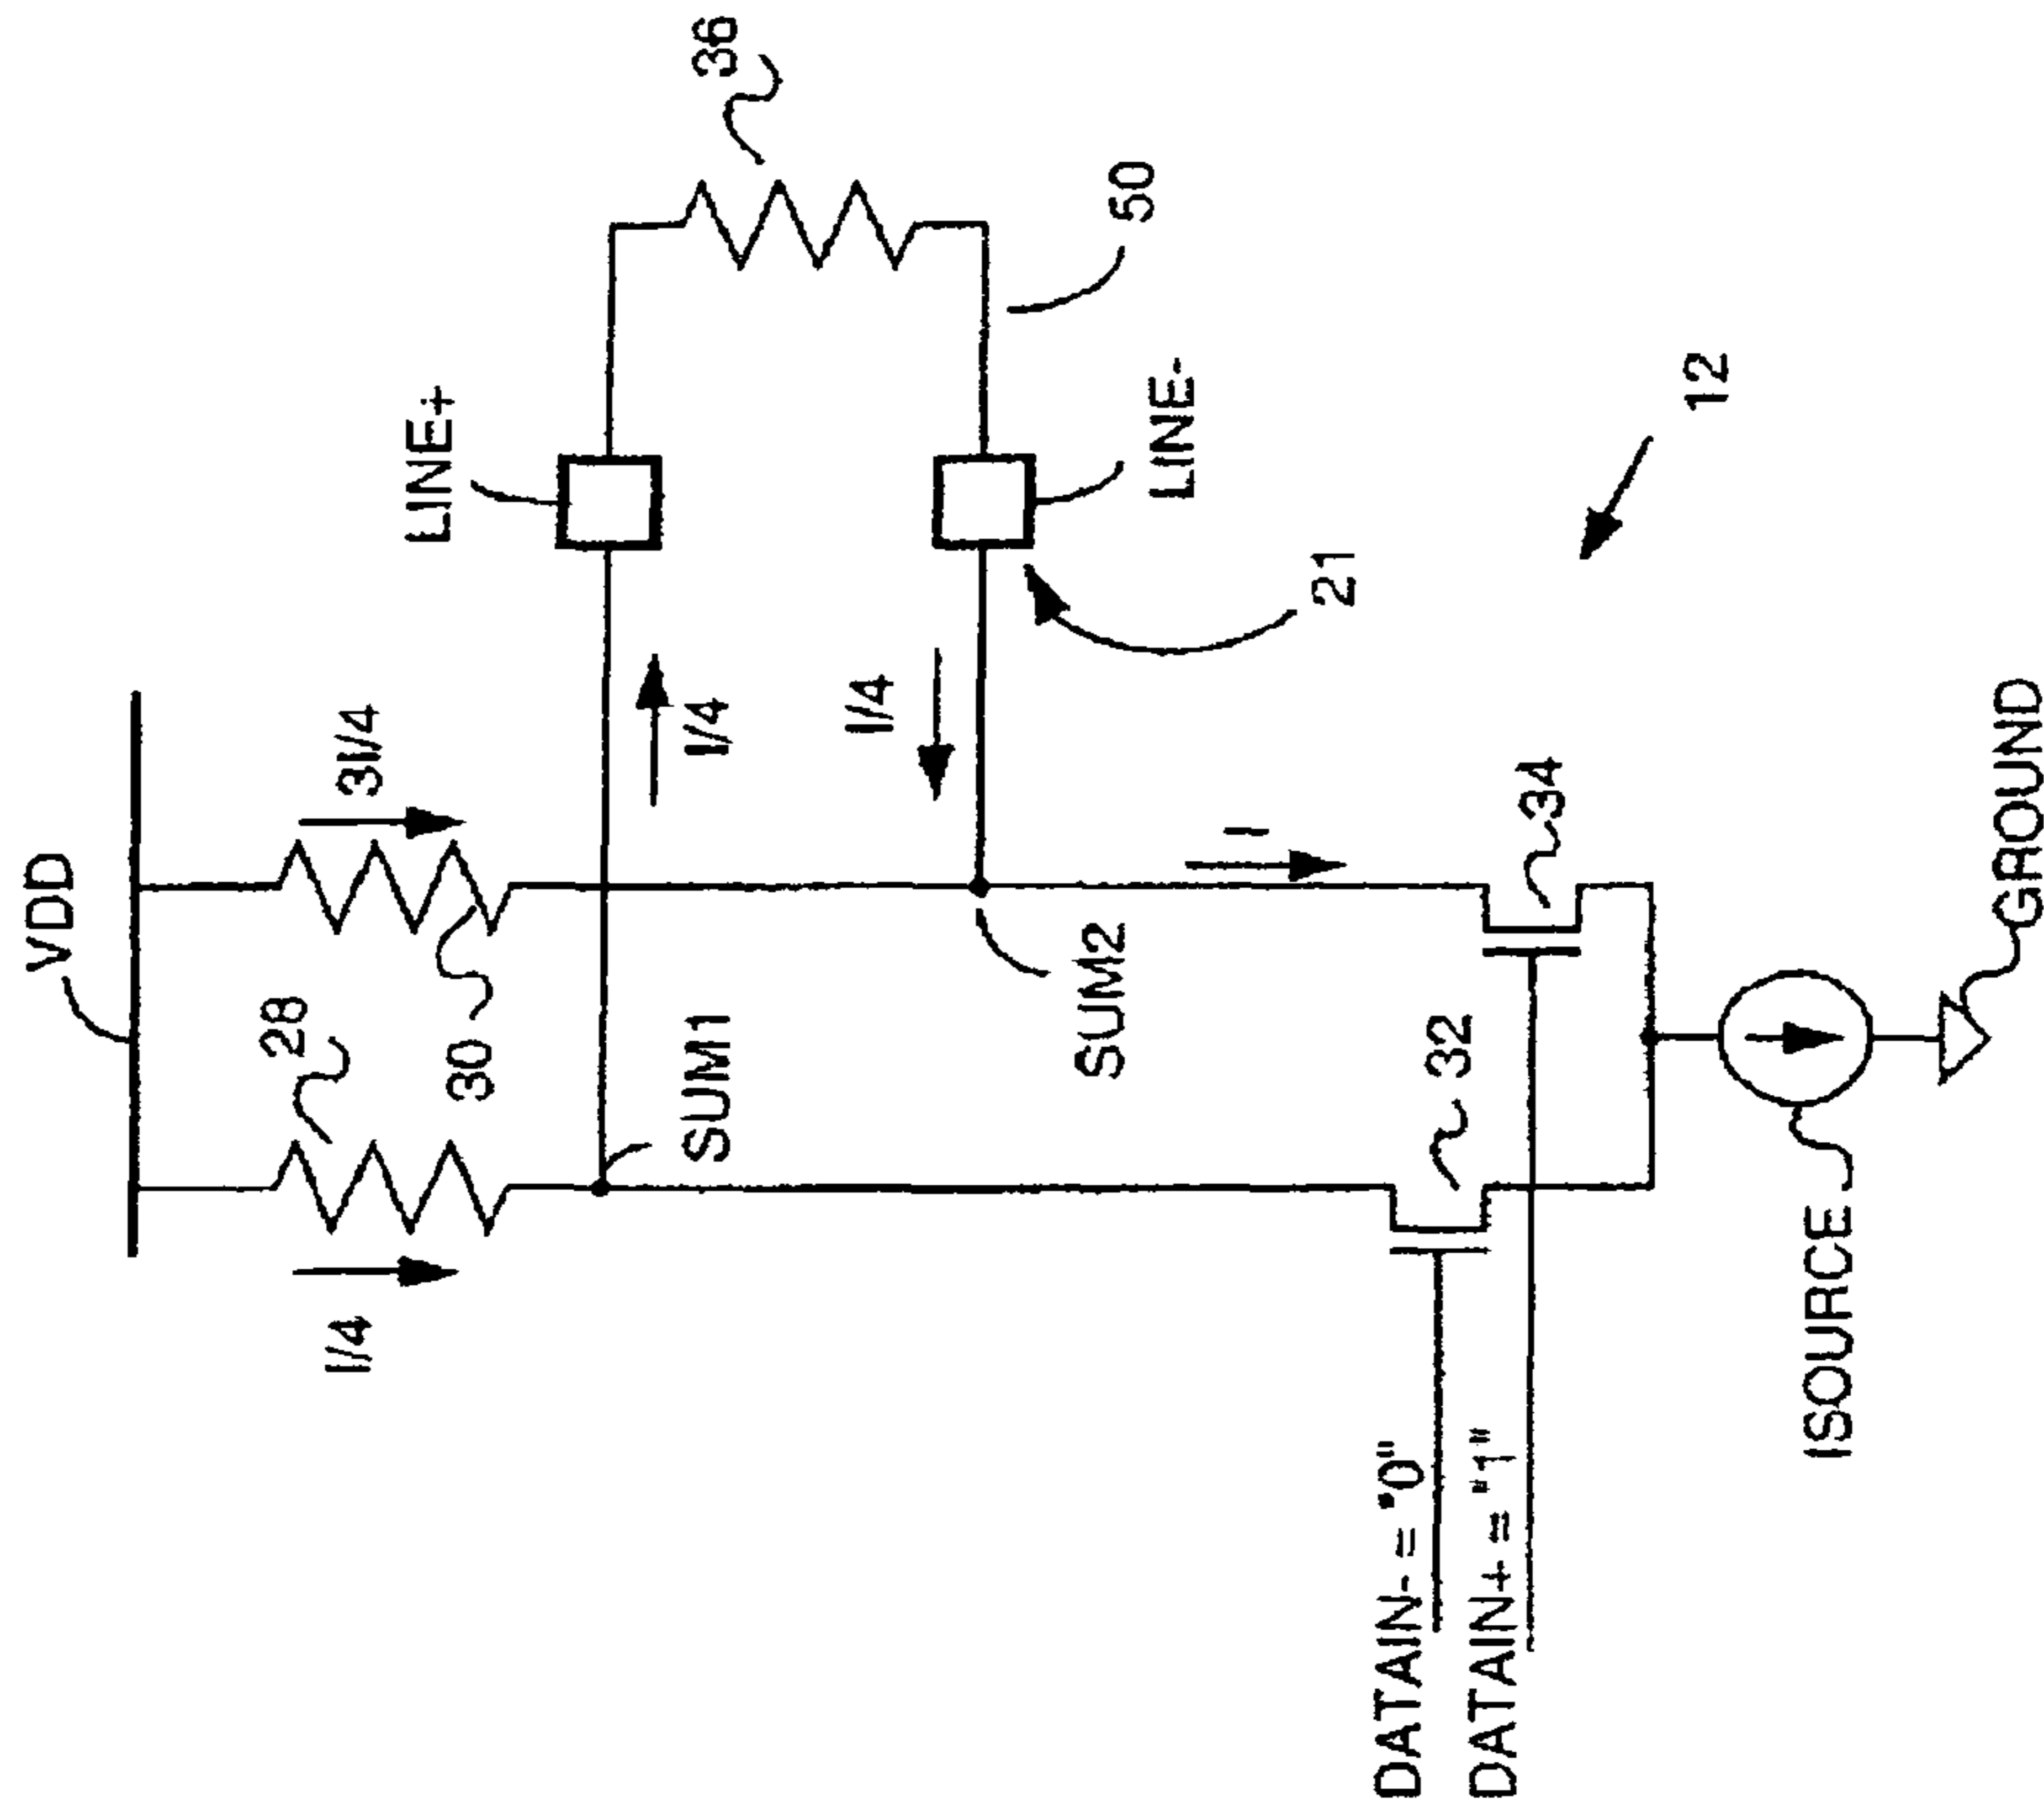 VDD
28
I/4
3I/4
30
SUM1
LINE+
I/4
36
I/4
50
LINE-
21
SUM2
I
12
32
34
DATAIN- = "0"
DATAIN+ = "1"
ISOURCE
GROUND